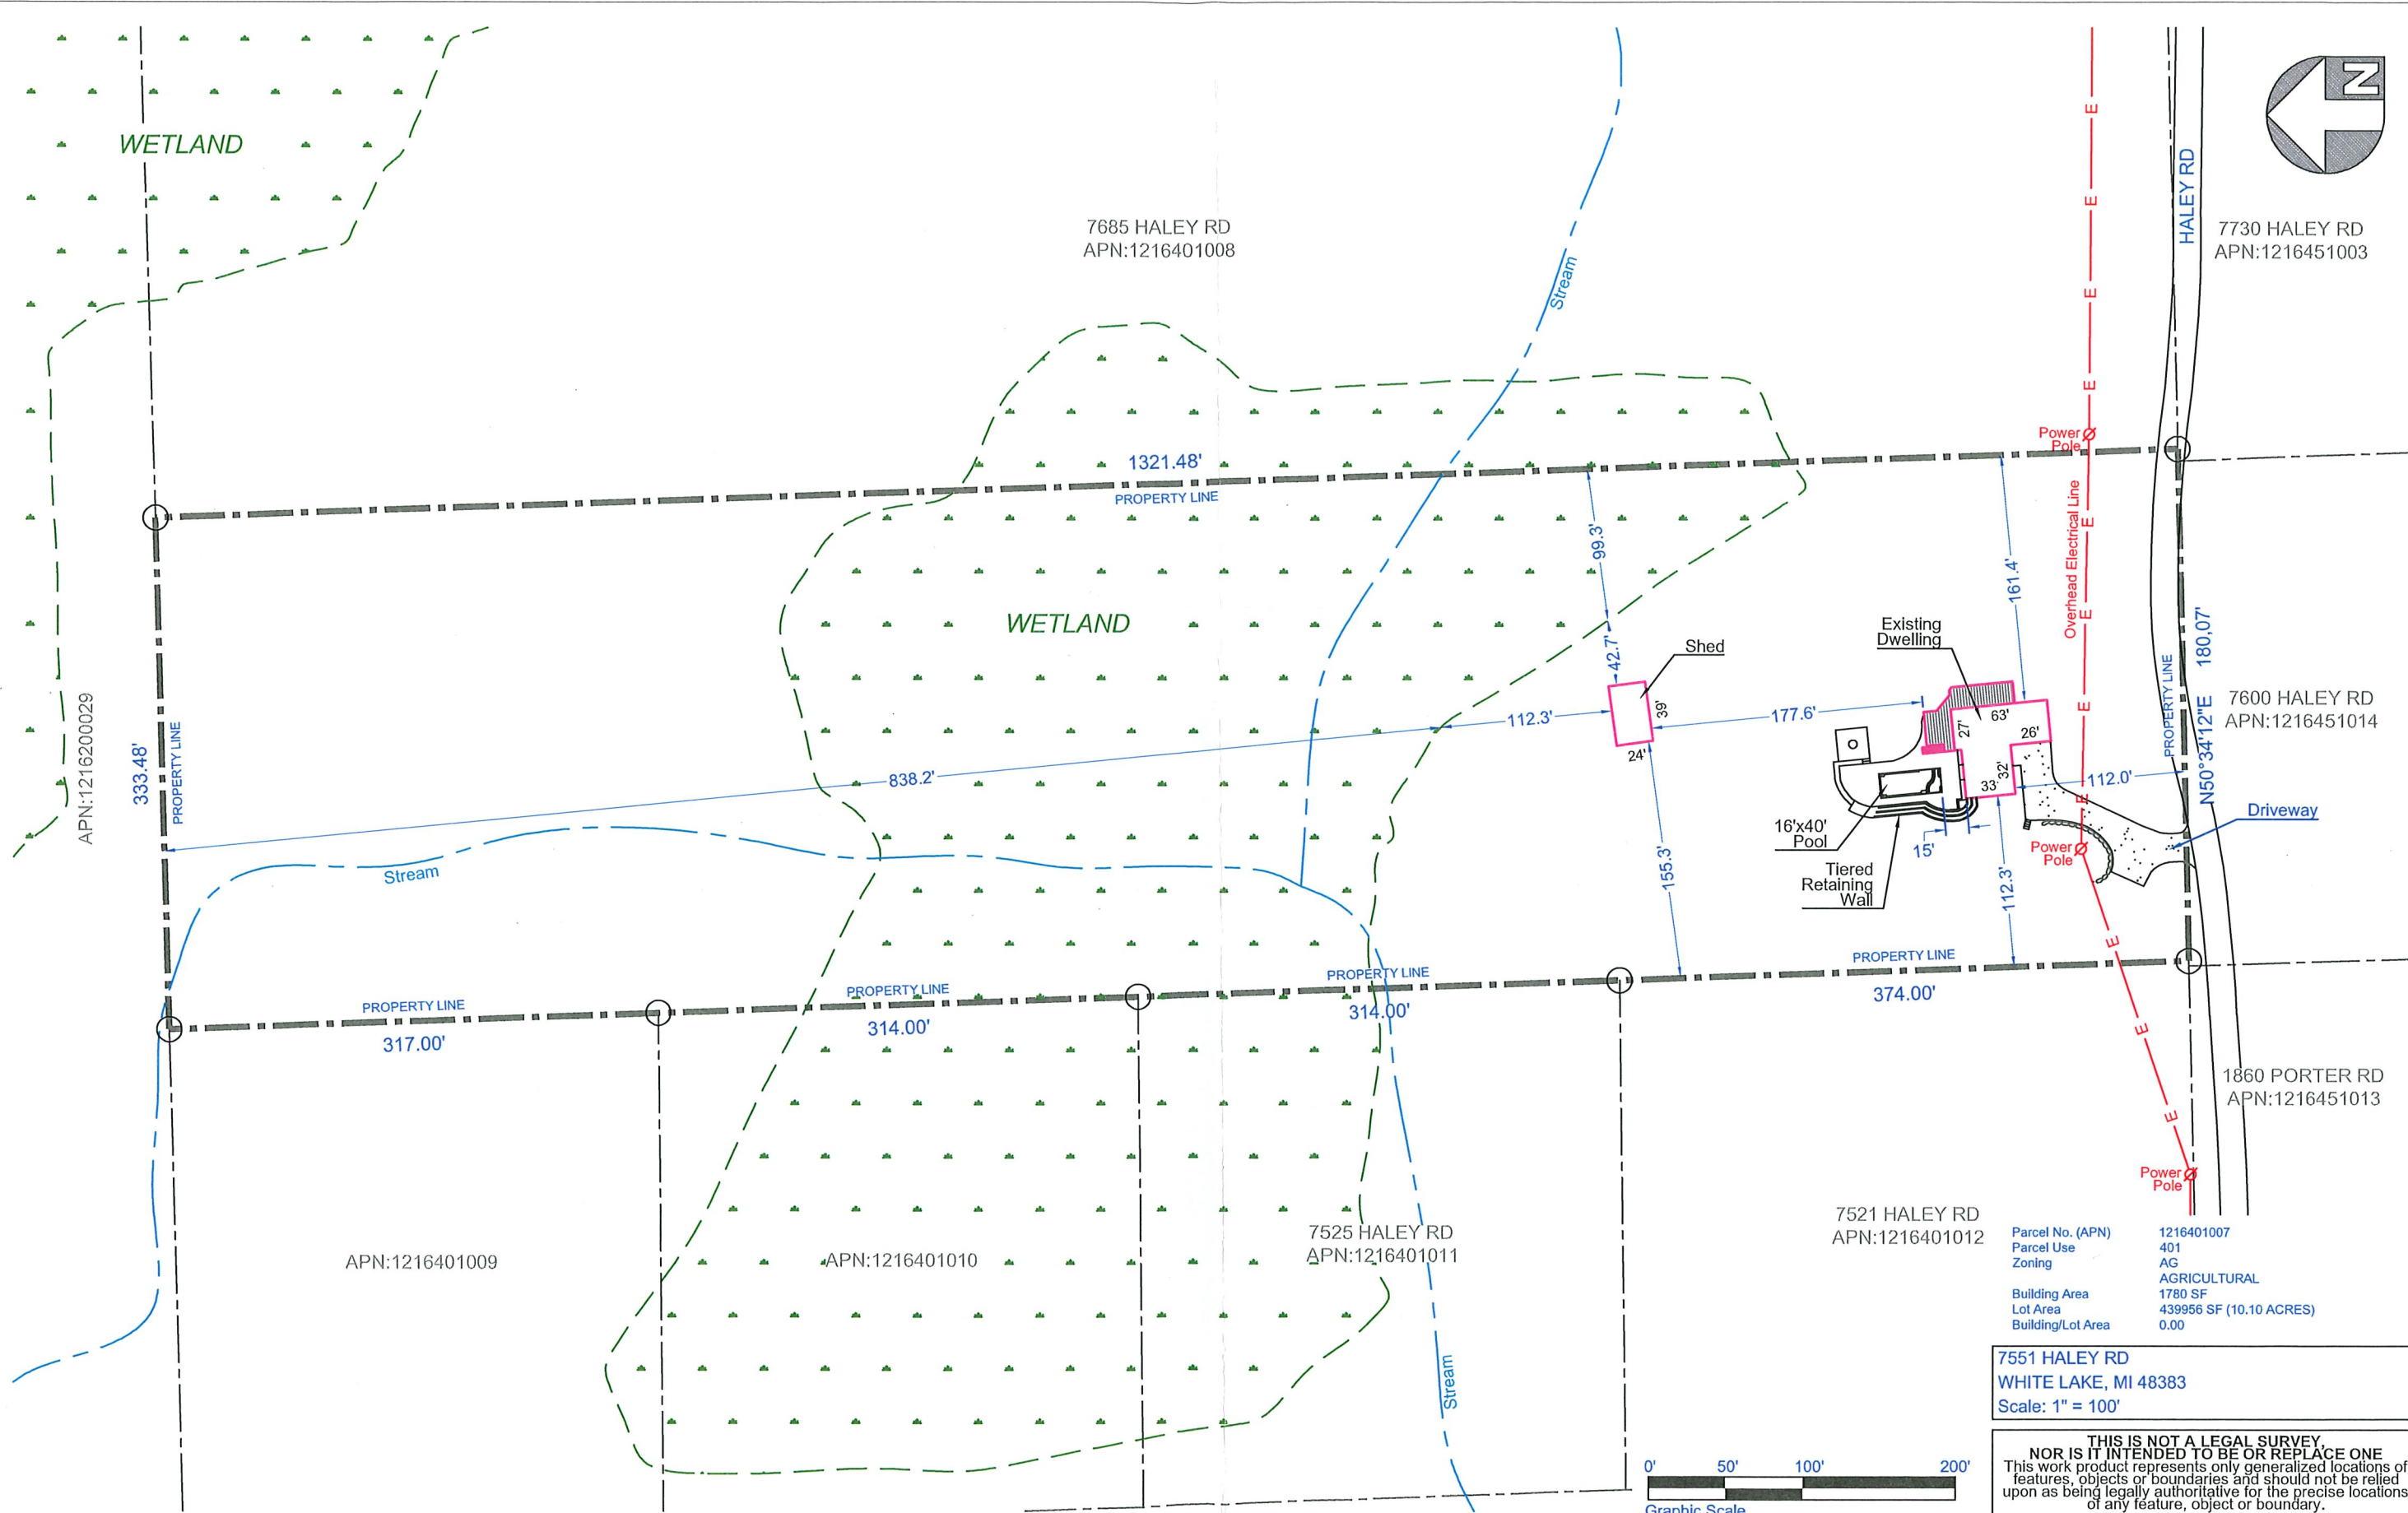 WETLAND
N
HALEY RD
7685 HALEY RD
APN:1216401008
7730 HALEY RD
APN:1216451003
Stream
E
E
E
E
Power
Pole
1321.48'
PROPERTY LINE
Overhead Electrical Line
E
E
E
E
99.3'
161.4'
WETLAND
42.7'
Shed
Existing
Dwelling
180,07'
N50°34'12"E
PROPERTY LINE
7600 HALEY RD
APN:1216451014
APN:1216200029
333.48'
PROPERTY LINE
838.2'
112.3'
39'
24'
177.6'
27'
63'
26'
33'
32'
112.0'
Driveway
16'x40'
Pool
15'
Tiered
Retaining
Wall
Power
Pole
Stream
155.3'
112.3'
PROPERTY LINE
317.00'
PROPERTY LINE
314.00'
PROPERTY LINE
314.00'
PROPERTY LINE
374.00'
E
E
E
1860 PORTER RD
APN:1216451013
Power
Pole
APN:1216401009
APN:1216401010
7525 HALEY RD
APN:1216401011
7521 HALEY RD
APN:1216401012
Stream
Parcel No. (APN) 1216401007
Parcel Use 401
Zoning AG
AGRICULTURAL
Building Area 1780 SF
Lot Area 439956 SF (10.10 ACRES)
Building/Lot Area 0.00
7551 HALEY RD
WHITE LAKE, MI 48383
Scale: 1" = 100'
0' 50' 100' 200'
Graphic Scale
THIS IS NOT A LEGAL SURVEY,
NOR IS IT INTENDED TO BE OR REPLACE ONE
This work product represents only generalized locations of
features, objects or boundaries and should not be relied
upon as being legally authoritative for the precise locations
of any feature, object or boundary.